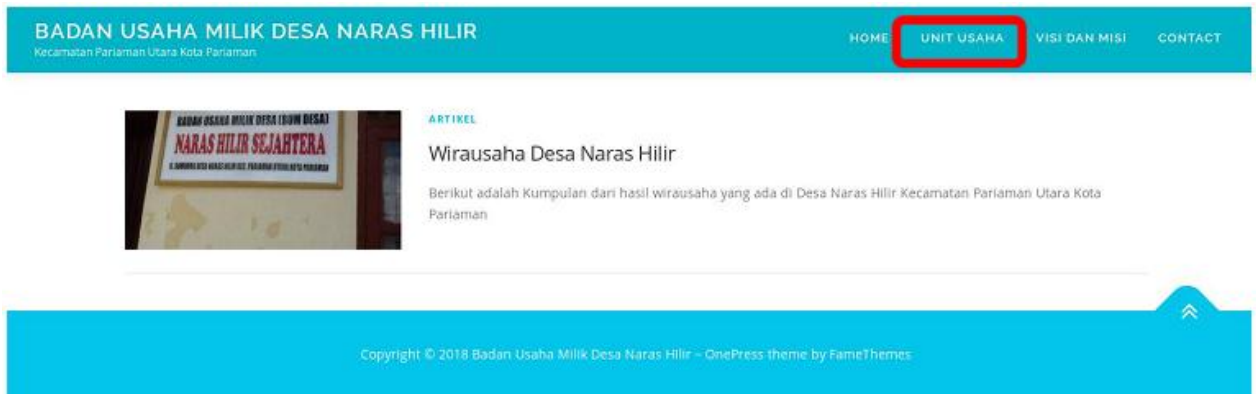 BADAN USAHA MILIK DESA NARAS HILIR
Kecamatan Pariaman Utara Kota Pariaman
HOME UNIT USAHA VISI DAN MISI CONTACT
BADAN USAHA MILIK DESA (BUM DESA)
NARAS HILIR SEJAHTERA
ARTIKEL
Wirausaha Desa Naras Hilir
Berikut adalah Kumpulan dari hasil wirausaha yang ada di Desa Naras Hilir Kecamatan Pariaman Utara Kota
Pariaman
Copyright © 2018 Badan Usaha Milik Desa Naras Hilir – OnePress theme by FameThemes